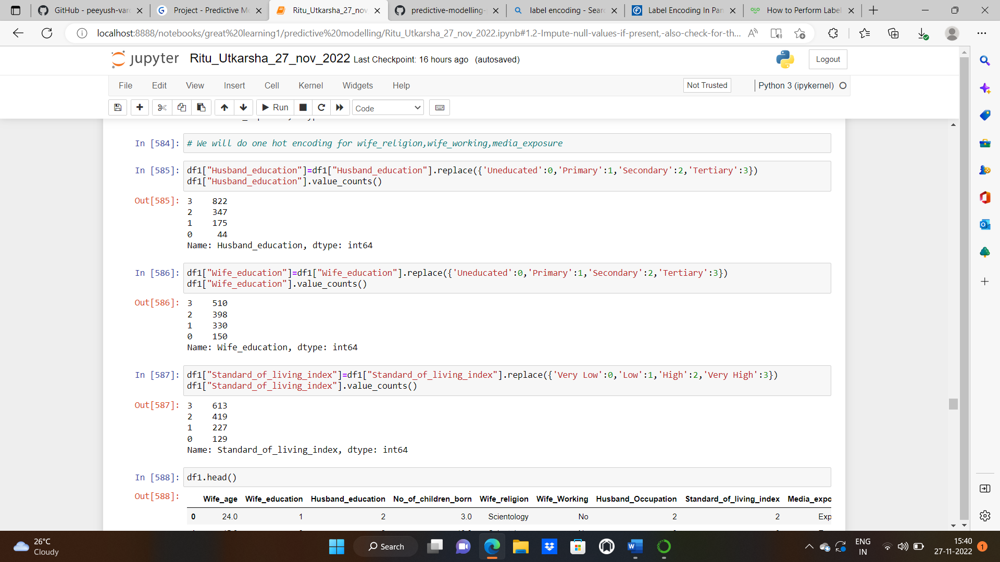 GitHub - peeyush-var
Project - Predictive Mo
Ritu_Utkarsha_27_nov
predictive-modelling-
label encoding - Searc
Label Encoding In Pan
How to Perform Label
localhost:8888/notebooks/great%20learning1/predictive%20modelling/Ritu_Utkarsha_27_nov_2022.ipynb#1.2-Impute-null-values-if-present,-also-check-for-th...
jupyter Ritu_Utkarsha_27_nov_2022 Last Checkpoint: 16 hours ago (autosaved)
Logout
File Edit View Insert Cell Kernel Widgets Help
Not Trusted
Python 3 (ipykernel)
Run
Code
In [584]: # We will do one hot encoding for wife_religion,wife_working,media_exposure
In [585]: df1["Husband_education"]=df1["Husband_education"].replace({'Uneducated':0,'Primary':1,'Secondary':2,'Tertiary':3})
df1["Husband_education"].value_counts()
Out[585]: 3 822
2 347
1 175
0 44
Name: Husband_education, dtype: int64
In [586]: df1["Wife_education"]=df1["Wife_education"].replace({'Uneducated':0,'Primary':1,'Secondary':2,'Tertiary':3})
df1["Wife_education"].value_counts()
Out[586]: 3 510
2 398
1 330
0 150
Name: Wife_education, dtype: int64
In [587]: df1["Standard_of_living_index"]=df1["Standard_of_living_index"].replace({'Very Low':0,'Low':1,'High':2,'Very High':3})
df1["Standard_of_living_index"].value_counts()
Out[587]: 3 613
2 419
1 227
0 129
Name: Standard_of_living_index, dtype: int64
In [588]: df1.head()
Out[588]:
Wife_age Wife_education Husband_education No_of_children_born Wife_religion Wife_Working Husband_Occupation Standard_of_living_index Media_expo
0 24.0 1 2 3.0 Scientology No 2 2 Exp
26°C
Cloudy
Search
ENG
IN
15:40
27-11-2022
1